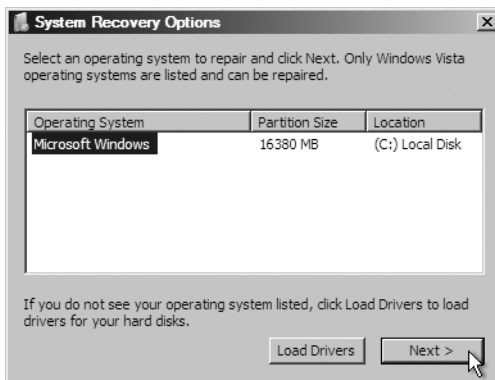 System Recovery Options
Select an operating system to repair and click Next. Only Windows Vista
operating systems are listed and can be repaired.
Operating System Partition Size Location
Microsoft Windows 16380 MB (C:) Local Disk
If you do not see your operating system listed, click Load Drivers to load
drivers for your hard disks.
Load Drivers Next >